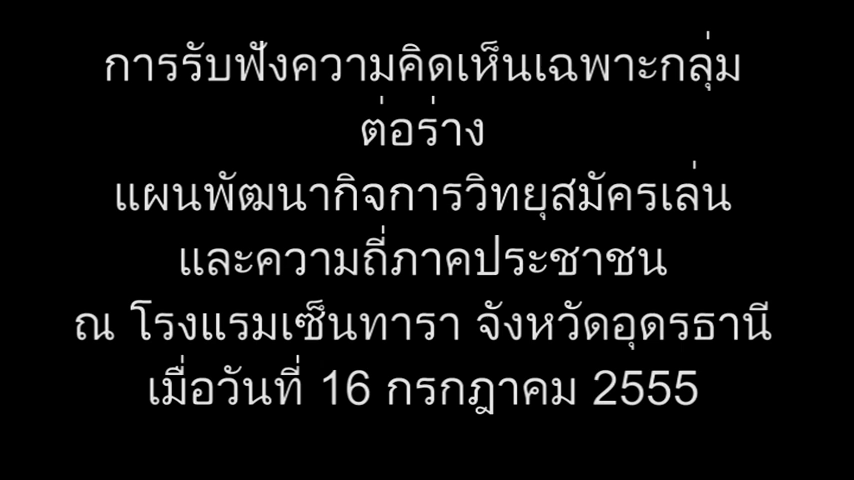 การรับฟังความคิดเห็นเฉพาะกลุ่ม
ต่อร่าง
แผนพัฒนากิจการวิทยุสมัครเล่น
และความถี่ภาคประชาชน
ณ โรงแรมเซ็นทารา จังหวัดอุดรธานี
เมื่อวันที่ 16 กรกฎาคม 2555